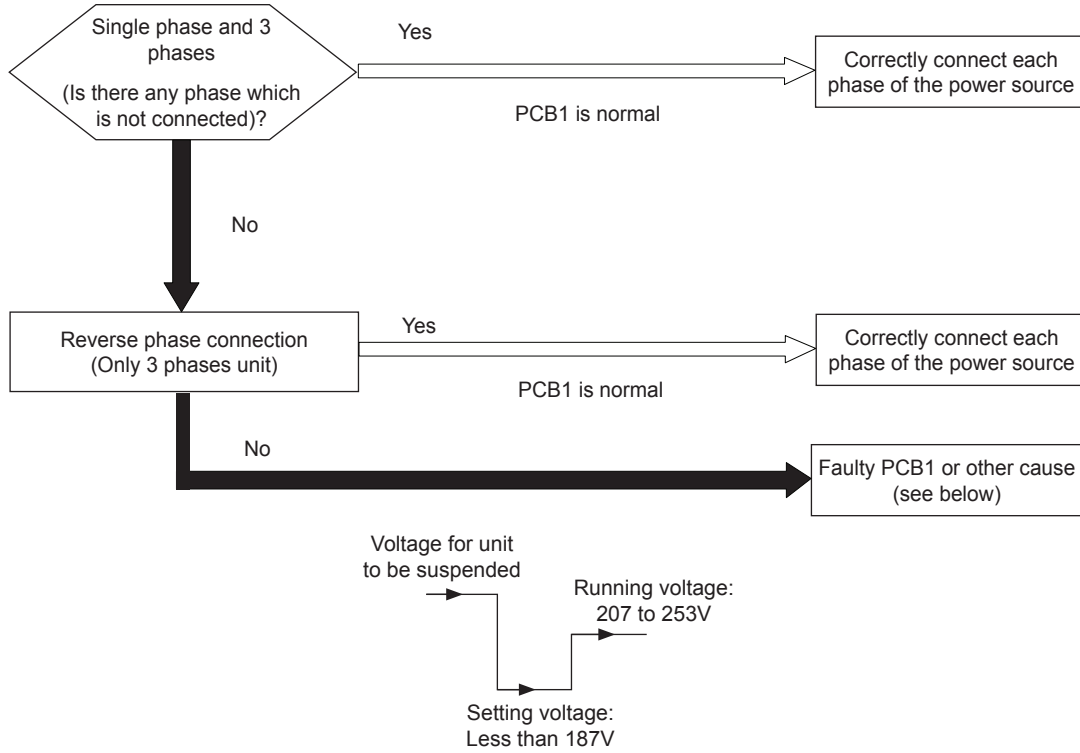 Single phase and 3
phases
(Is there any phase which
is not connected)?
Yes
PCB1 is normal
Correctly connect each
phase of the power source
No
Reverse phase connection
(Only 3 phases unit)
Yes
PCB1 is normal
Correctly connect each
phase of the power source
No
Faulty PCB1 or other cause
(see below)
Voltage for unit
to be suspended
Running voltage:
207 to 253V
Setting voltage:
Less than 187V